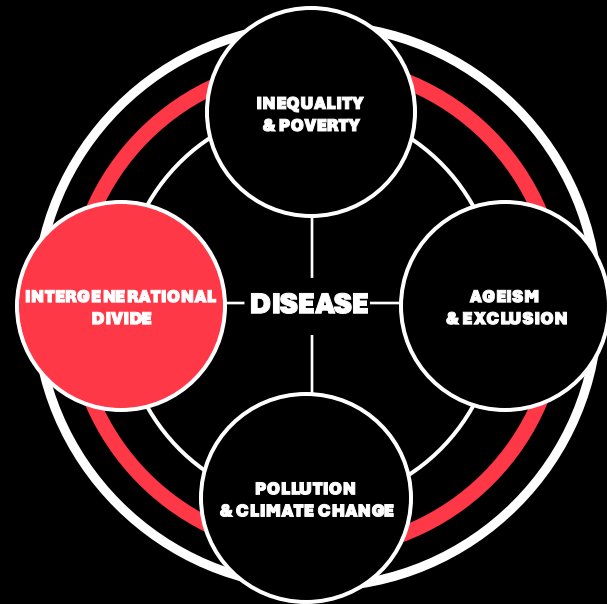 INEQUALITY
& POVERTY
INTERGENERATIONAL
DIVIDE
DISEASE
AGEISM
& EXCLUSION
POLLUTION
& CLIMATE CHANGE